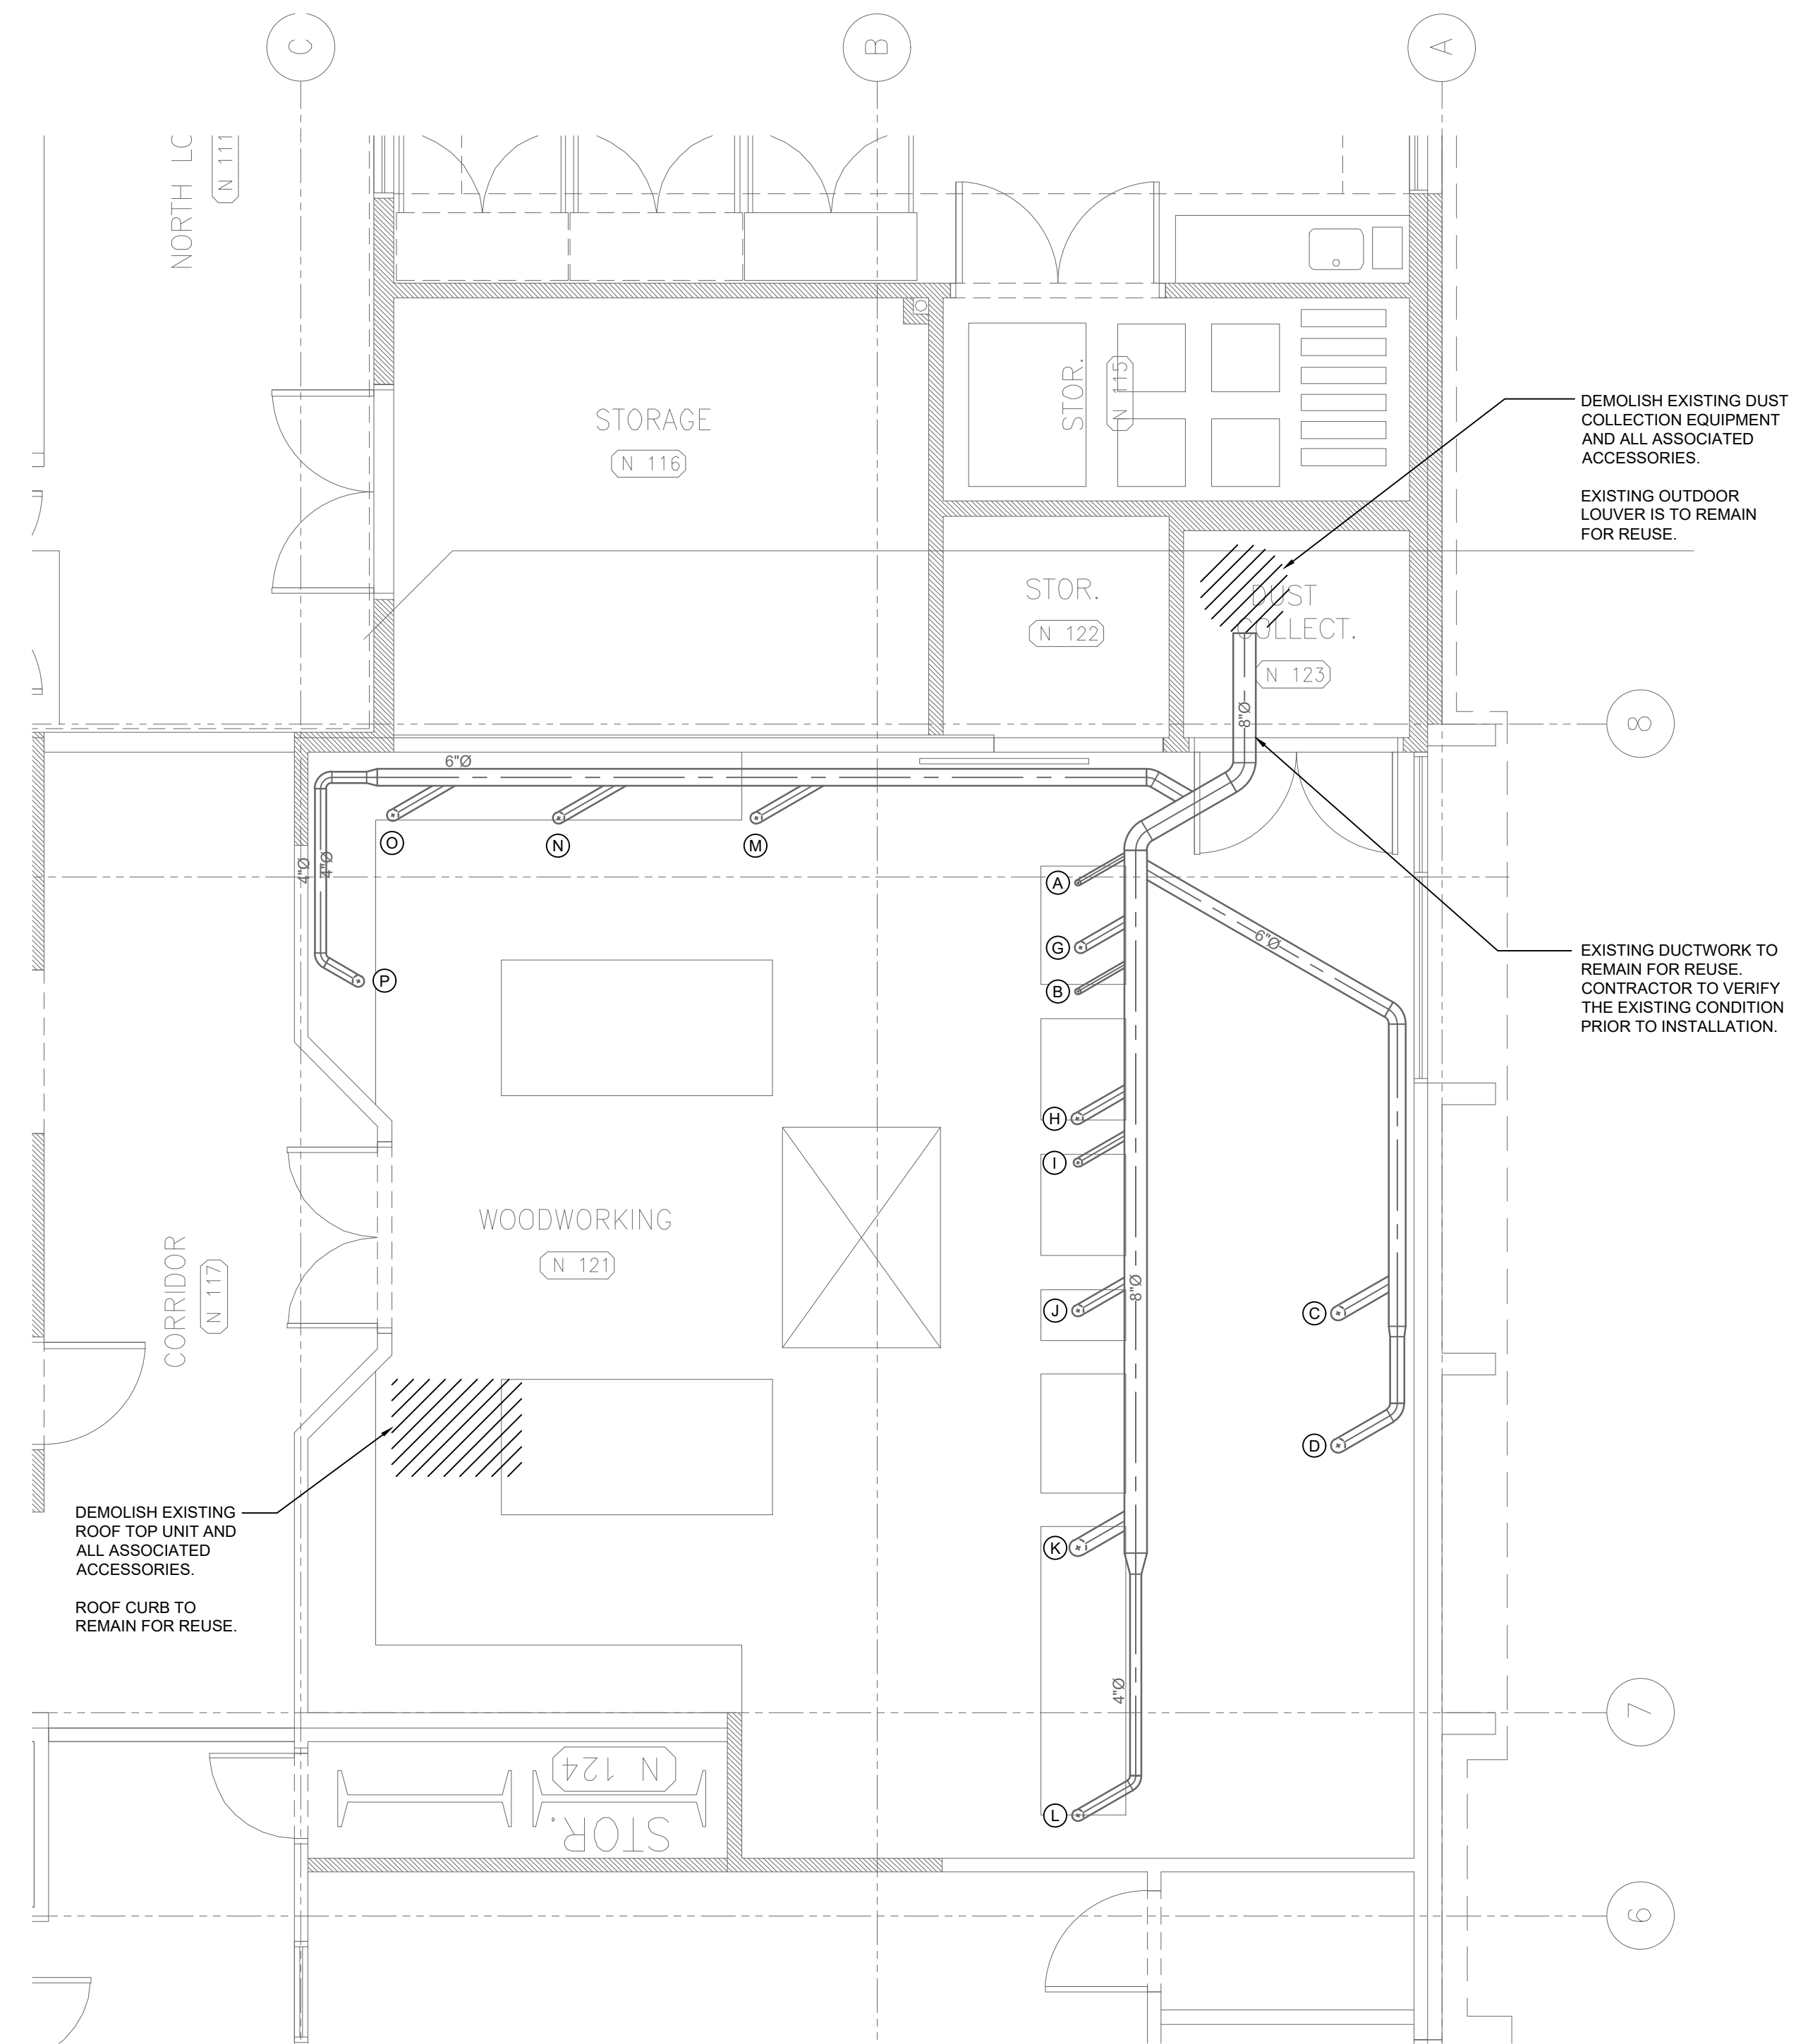 C
B
A
NORTH LC
N 111
STORAGE
N 116
STOR.
N 115
DEMOLISH EXISTING DUST
COLLECTION EQUIPMENT
AND ALL ASSOCIATED
ACCESSORIES.
EXISTING OUTDOOR
LOUVER IS TO REMAIN
FOR REUSE.
STOR.
N 122
DUST
COLLECT.
N 123
8"Ø
8
6"Ø
O
N
M
4"Ø
4"Ø
P
A
G
B
6"Ø
EXISTING DUCTWORK TO
REMAIN FOR REUSE.
CONTRACTOR TO VERIFY
THE EXISTING CONDITION
PRIOR TO INSTALLATION.
H
I
WOODWORKING
N 121
CORRIDOR
N 117
J
8"Ø
C
D
DEMOLISH EXISTING
ROOF TOP UNIT AND
ALL ASSOCIATED
ACCESSORIES.
ROOF CURB TO
REMAIN FOR REUSE.
K
4"Ø
7
STOR.
N 124
L
6